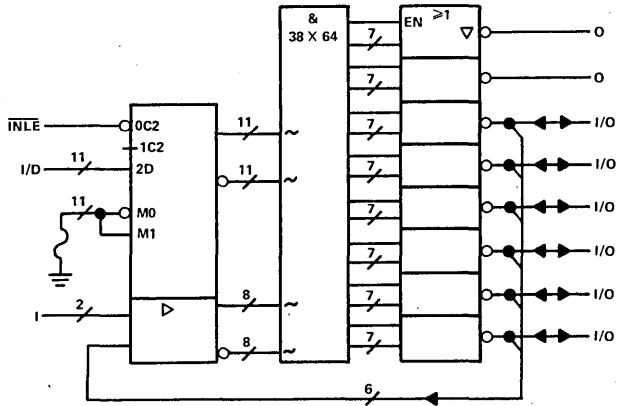 &
38 X 64
EN
≥1
▽
7
O
7
O
INLE
0C2
1C2
I/D
11
2D
11
M0
M1
11
~
11
~
7
I/O
7
I/O
7
I/O
7
I/O
7
I/O
7
I/O
I
2
▷
8
~
8
~
6